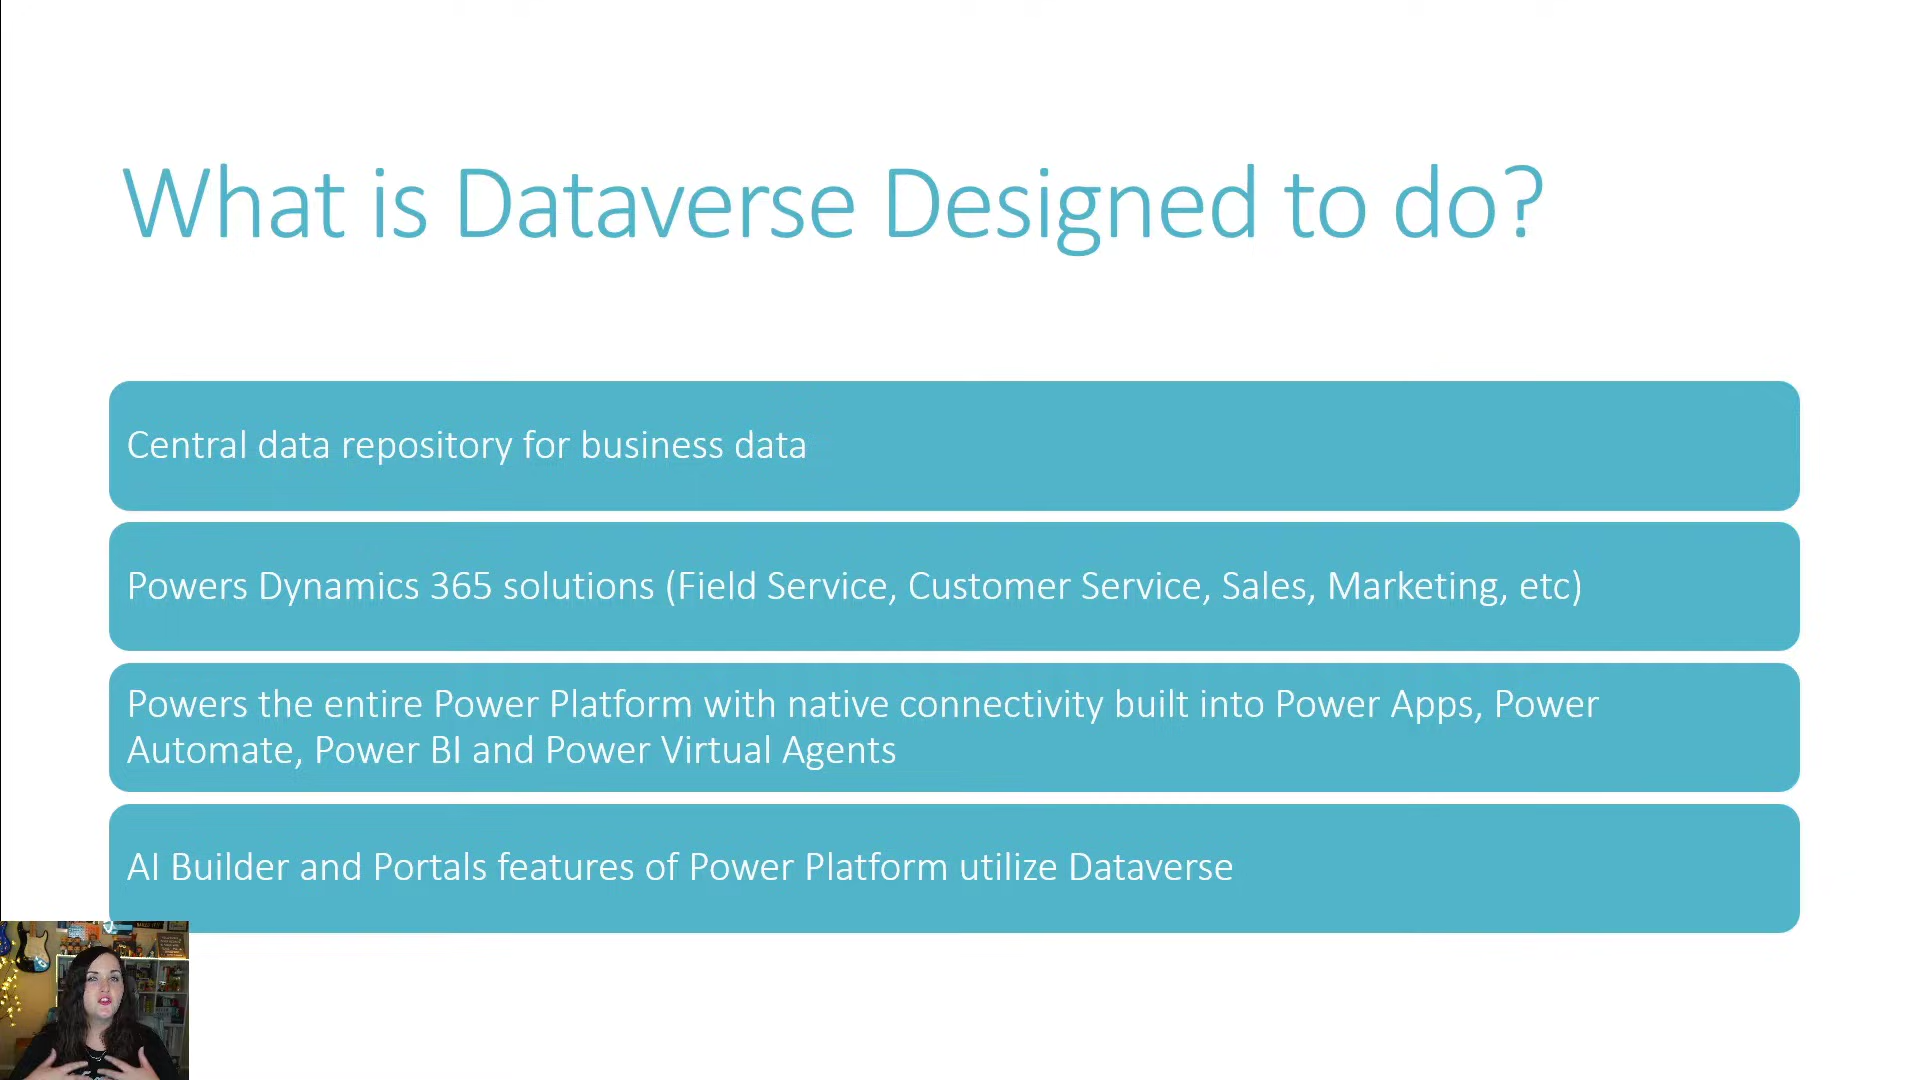 What is Dataverse Designed to do?
Central data repository for business data
Powers Dynamics 365 solutions (Field Service, Customer Service, Sales, Marketing, etc)
Powers the entire Power Platform with native connectivity built into Power Apps, Power
Automate, Power BI and Power Virtual Agents
AI Builder and Portals features of Power Platform utilize Dataverse